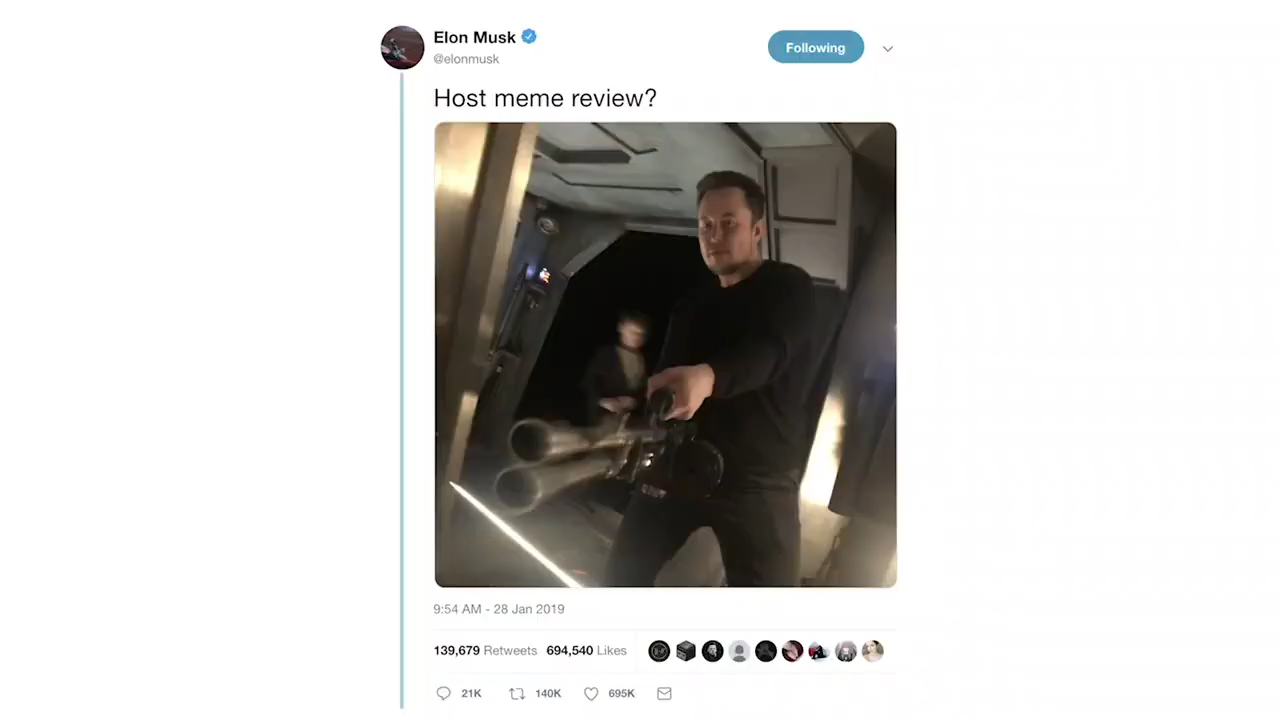 Elon Musk
@elonmusk
Following
Host meme review?
9:54 AM - 28 Jan 2019
139,679 Retweets 694,540 Likes
21K 140K 695K